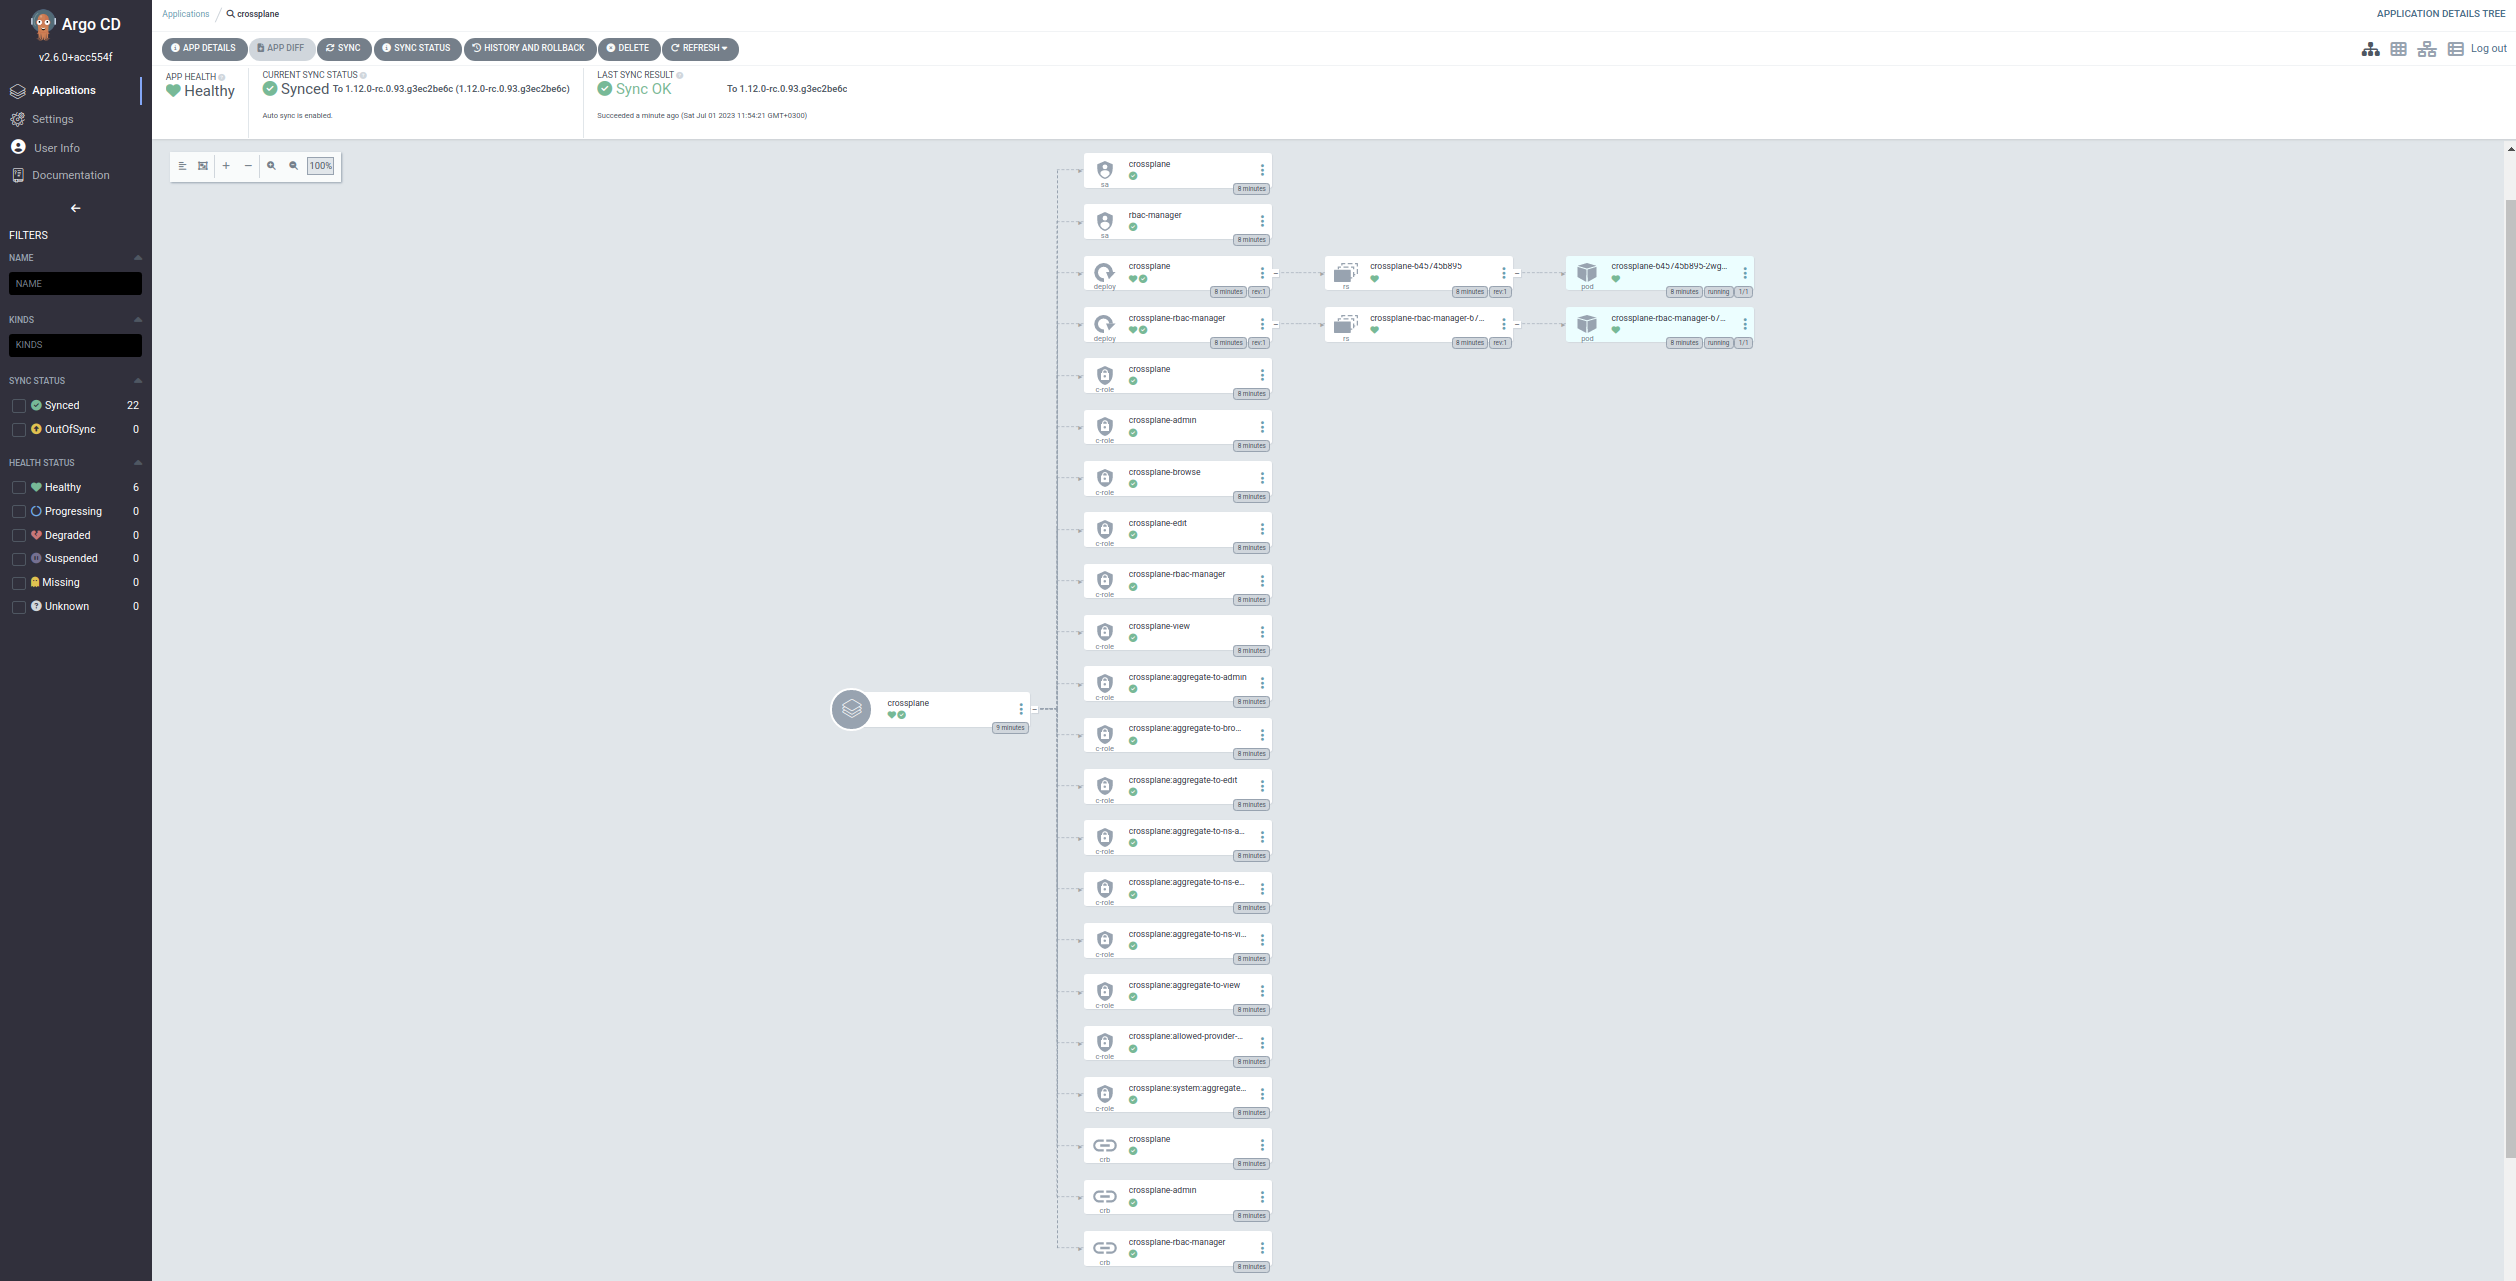 Argo CD
v2.6.0+acc554f
Applications
Settings
User Info
Documentation
FILTERS
NAME
NAME
KINDS
KINDS
SYNC STATUS
Synced 22
OutOfSync 0
HEALTH STATUS
Healthy 6
Progressing 0
Degraded 0
Suspended 0
Missing 0
Unknown 0
Applications / crossplane
APPLICATION DETAILS TREE
APP DETAILS APP DIFF SYNC SYNC STATUS HISTORY AND ROLLBACK DELETE REFRESH
Log out
APP HEALTH
Healthy
CURRENT SYNC STATUS
Synced To 1.12.0-rc.0.93.g3ec2be6c (1.12.0-rc.0.93.g3ec2be6c)
Auto sync is enabled.
LAST SYNC RESULT
Sync OK To 1.12.0-rc.0.93.g3ec2be6c
Succeeded a minute ago (Sat Jul 01 2023 11:54:21 GMT+0300)
100%
crossplane
9 minutes
crossplane
sa
8 minutes
rbac-manager
sa
8 minutes
crossplane
deploy
8 minutes rev:1
crossplane-645745b895
rs
8 minutes rev:1
crossplane-645745b895-2wg...
pod
8 minutes running 1/1
crossplane-rbac-manager
deploy
8 minutes rev:1
crossplane-rbac-manager-67...
rs
8 minutes rev:1
crossplane-rbac-manager-67...
pod
8 minutes running 1/1
crossplane
c-role
8 minutes
crossplane-admin
c-role
8 minutes
crossplane-browse
c-role
8 minutes
crossplane-edit
c-role
8 minutes
crossplane-rbac-manager
c-role
8 minutes
crossplane-view
c-role
8 minutes
crossplane:aggregate-to-admin
c-role
8 minutes
crossplane:aggregate-to-bro...
c-role
8 minutes
crossplane:aggregate-to-edit
c-role
8 minutes
crossplane:aggregate-to-ns-a...
c-role
8 minutes
crossplane:aggregate-to-ns-e...
c-role
8 minutes
crossplane:aggregate-to-ns-vi...
c-role
8 minutes
crossplane:aggregate-to-view
c-role
8 minutes
crossplane:allowed-provider-...
c-role
8 minutes
crossplane:system:aggregate...
c-role
8 minutes
crossplane
crb
8 minutes
crossplane-admin
crb
8 minutes
crossplane-rbac-manager
crb
8 minutes